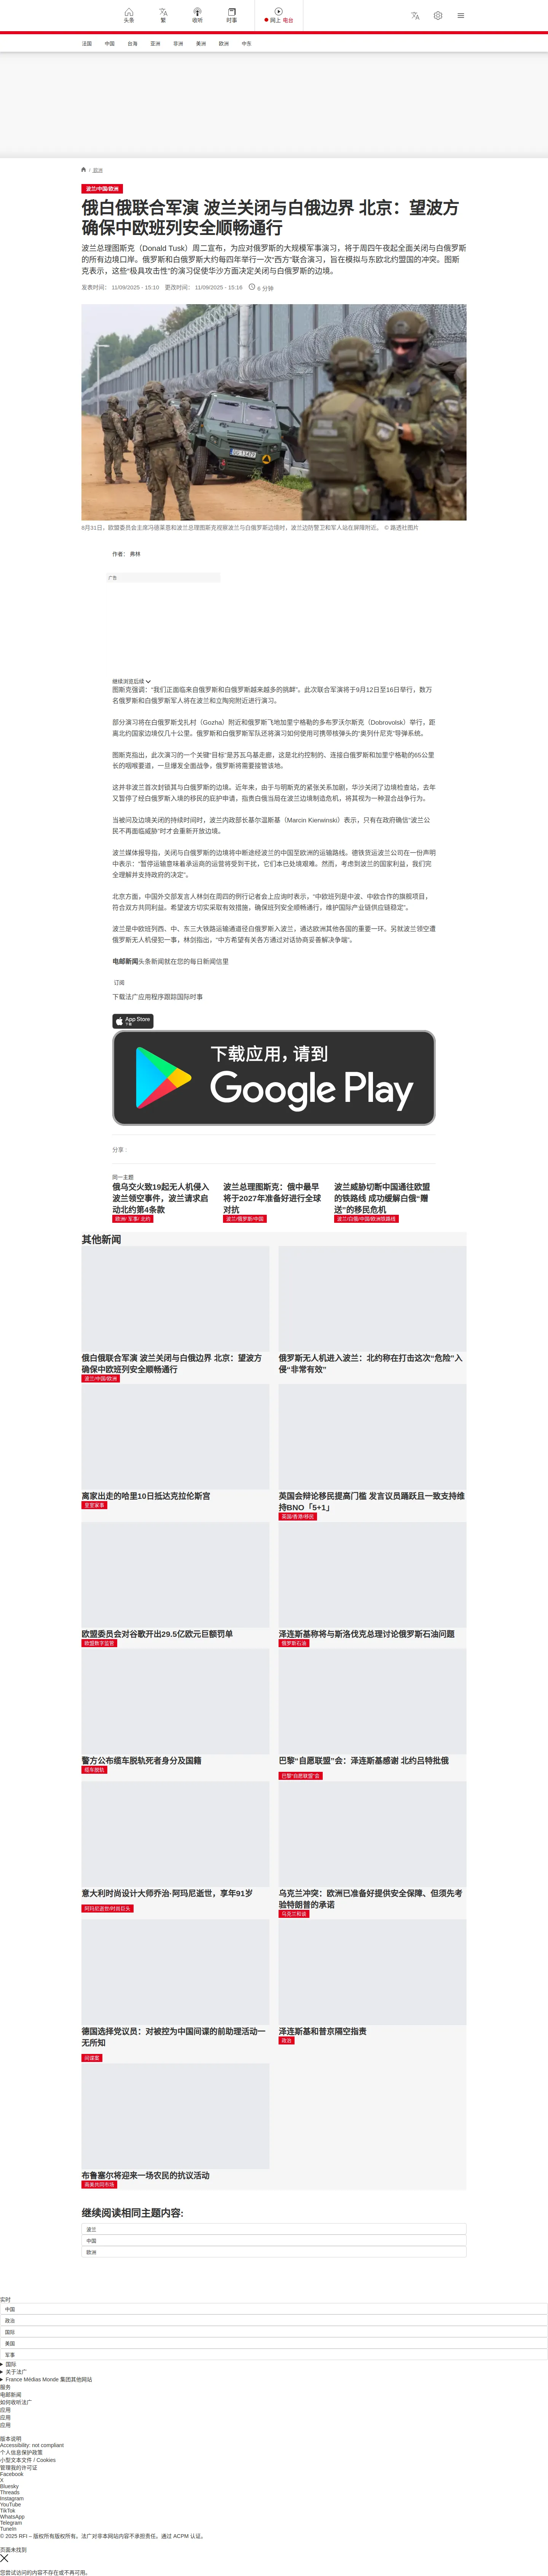 头条
繁
收听
时事
网上 电台
法国
中国
台海
亚洲
非洲
美洲
欧洲
中东
/ 欧洲
波兰/中国/欧洲
俄白俄联合军演 波兰关闭与白俄边界 北京：望波方
确保中欧班列安全顺畅通行
波兰总理图斯克（Donald Tusk）周二宣布，为应对俄罗斯的大规模军事演习，将于周四午夜起全面关闭与白俄罗斯
的所有边境口岸。俄罗斯和白俄罗斯大约每四年举行一次“西方”联合演习，旨在模拟与东欧北约盟国的冲突。图斯
克表示，这些“极具攻击性”的演习促使华沙方面决定关闭与白俄罗斯的边境。
发表时间： 11/09/2025 - 15:10 更改时间： 11/09/2025 - 15:16 6 分钟
8月31日，欧盟委员会主席冯德莱恩和波兰总理图斯克视察波兰与白俄罗斯边境时，波兰边防警卫和军人站在屏障附近。 © 路透社图片
作者： 弗林
广告
继续浏览后续
图斯克强调：“我们正面临来自俄罗斯和白俄罗斯越来越多的挑衅”。此次联合军演将于9月12日至16日举行，数万
名俄罗斯和白俄罗斯军人将在波兰和立陶宛附近进行演习。
部分演习将在白俄罗斯戈扎村（Gozha）附近和俄罗斯飞地加里宁格勒的多布罗沃尔斯克（Dobrovolsk）举行，距
离北约国家边境仅几十公里。俄罗斯和白俄罗斯军队还将演习如何使用可携带核弹头的“奥列什尼克”导弹系统。
图斯克指出，此次演习的一个关键“目标”是苏瓦乌基走廊，这是北约控制的、连接白俄罗斯和加里宁格勒的65公里
长的咽喉要道，一旦爆发全面战争，俄罗斯将需要接管该地。
这并非波兰首次封锁其与白俄罗斯的边境。近年来，由于与明斯克的紧张关系加剧，华沙关闭了边境检查站，去年
又暂停了经白俄罗斯入境的移民的庇护申请，指责白俄当局在波兰边境制造危机，将其视为一种混合战争行为。
当被问及边境关闭的持续时间时，波兰内政部长基尔温斯基（Marcin Kierwinski）表示，只有在政府确信“波兰公
民不再面临威胁”时才会重新开放边境。
波兰媒体报导指，关闭与白俄罗斯的边境将中断途经波兰的中国至欧洲的运输路线。德铁货运波兰公司在一份声明
中表示：“暂停运输意味着承运商的运营将受到干扰，它们本已处境艰难。然而，考虑到波兰的国家利益，我们完
全理解并支持政府的决定”。
北京方面，中国外交部发言人林剑在周四的例行记者会上应询时表示，“中欧班列是中波、中欧合作的旗舰项目，
符合双方共同利益。希望波方切实采取有效措施，确保班列安全顺畅通行，维护国际产业链供应链稳定”。
波兰是中欧班列西、中、东三大铁路运输通道径白俄罗斯入波兰，通达欧洲其他各国的重要一环。另就波兰领空遭
俄罗斯无人机侵犯一事，林剑指出，“中方希望有关各方通过对话协商妥善解决争端”。
电邮新闻头条新闻就在您的每日新闻信里
订阅
下载法广应用程序跟踪国际时事
App Store
下载
下载应用，请到
Google Play
分享 :
同一主题
俄乌交火致19起无人机侵入
波兰领空事件，波兰请求启
动北约第4条款
欧洲/ 军事/ 北约
波兰总理图斯克：俄中最早
将于2027年准备好进行全球
对抗
波兰/俄罗斯/中国
波兰威胁切断中国通往欧盟
的铁路线 成功缓解白俄“赠
送”的移民危机
波兰/白俄/中国/欧洲铁路线
其他新闻
俄白俄联合军演 波兰关闭与白俄边界 北京：望波方
确保中欧班列安全顺畅通行
波兰/中国/欧洲
俄罗斯无人机进入波兰：北约称在打击这次“危险”入
侵“非常有效”
离家出走的哈里10日抵达克拉伦斯宫
皇室家事
英国会辩论移民提高门槛 发言议员踊跃且一致支持维
持BNO「5+1」
英国/香港/移民
欧盟委员会对谷歌开出29.5亿欧元巨额罚单
欧盟数字监管
泽连斯基称将与斯洛伐克总理讨论俄罗斯石油问题
俄罗斯石油
警方公布缆车脱轨死者身分及国籍
缆车脱轨
巴黎“自愿联盟”会：泽连斯基感谢 北约吕特批俄
巴黎“自愿联盟”会
意大利时尚设计大师乔治·阿玛尼逝世，享年91岁
阿玛尼逝世/时尚巨头
乌克兰冲突：欧洲已准备好提供安全保障、但须先考
验特朗普的承诺
乌克兰和谈
德国选择党议员：对被控为中国间谍的前助理活动一
无所知
间谍案
泽连斯基和普京隔空指责
政治
布鲁塞尔将迎来一场农民的抗议活动
南美共同市场
继续阅读相同主题内容:
波兰
中国
欧洲
实时
中国
政治
国际
美国
军事
国际
关于法广
France Médias Monde 集团其他网站
服务
电邮新闻
如何收听法广
应用
应用
应用
版本说明
Accessibility: not compliant
个人信息保护政策
小型文本文件 / Cookies
管理我的许可证
Facebook
X
Bluesky
Threads
Instagram
YouTube
TikTok
WhatsApp
Telegram
TuneIn
© 2025 RFI – 版权所有版权所有。法广对非本网站内容不承担责任。通过 ACPM 认证。
页面未找到
您尝试访问的内容不存在或不再可用。